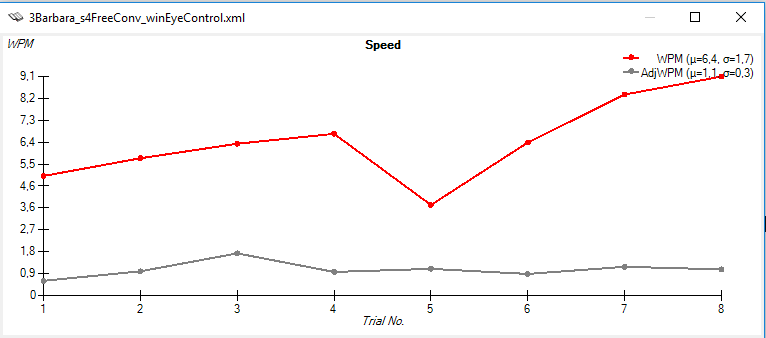 3Barbara_s4FreeConv_winEyeControl.xml
WPM
Speed
WPM (μ=6,4, σ=1,7)
AdjWPM (μ=1,1, σ=0,3)
9,1
8,2
7,3
6,4
5,5
4,6
3,6
2,7
1,8
0,9
0
1 2 3 4 5 6 7 8
Trial No.